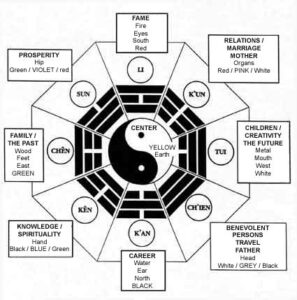 FAME
Fire
Eyes
South
Red
PROSPERITY
Hip
Green / VIOLET / red
RELATIONS /
MARRIAGE
MOTHER
Organs
Red / PINK / White
LI
SUN
K'UN
FAMILY /
THE PAST
Wood
Feet
East
GREEN
CHÊN
CENTER
YELLOW
Earth
TUI
CHILDREN /
CREATIVITY
THE FUTURE
Metal
Mouth
West
White
KÊN
CH'IEN
K'AN
KNOWLEDGE /
SPIRITUALITY
Hand
Black / BLUE / Green
CAREER
Water
Ear
North
BLACK
BENEVOLENT
PERSONS
TRAVEL
FATHER
Head
White / GREY / Black